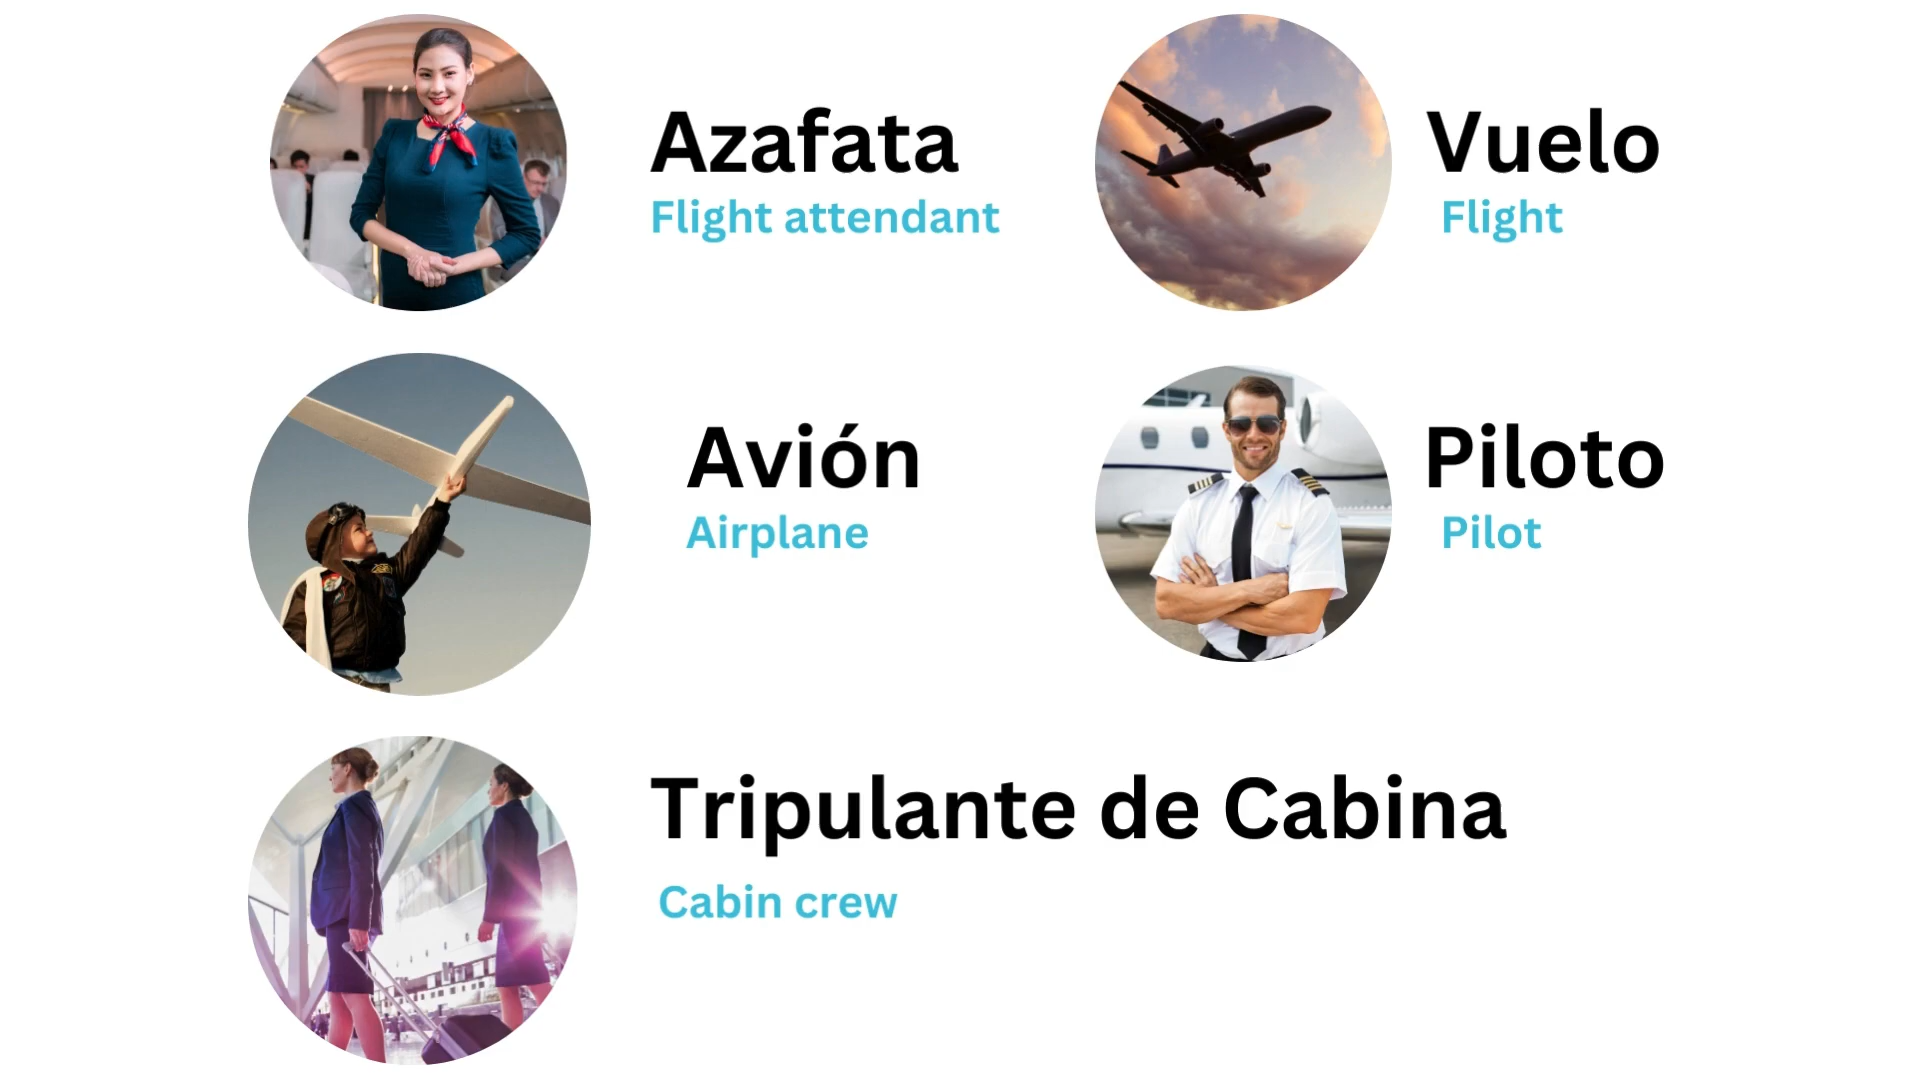 Azafata
Flight attendant
Vuelo
Flight
Avión
Airplane
Piloto
Pilot
Tripulante de Cabina
Cabin crew